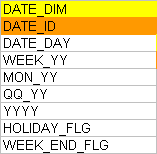 DATE_DIM
DATE_ID
DATE_DAY
WEEK_YY
MON_YY
QQ_YY
YYYY
HOLIDAY_FLG
WEEK_END_FLG